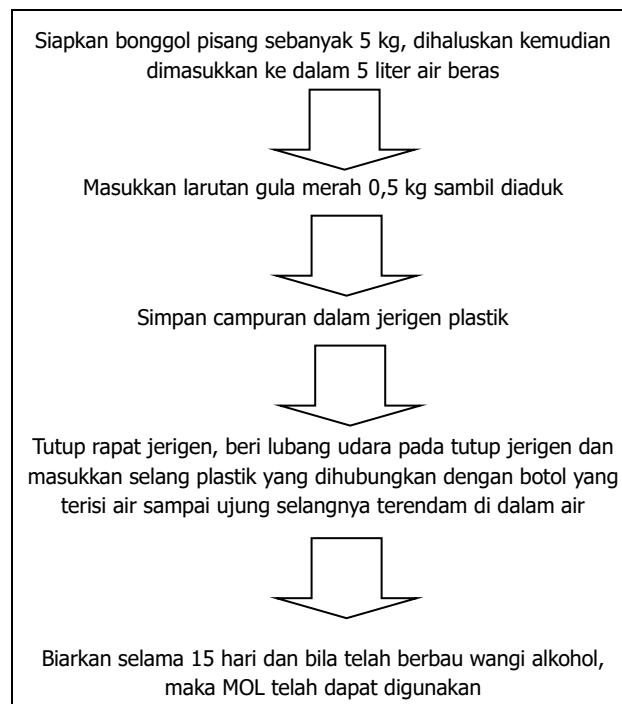 Siapkan bonggol pisang sebanyak 5 kg, dihaluskan kemudian
dimasukkan ke dalam 5 liter air beras
Masukkan larutan gula merah 0,5 kg sambil diaduk
Simpan campuran dalam jerigen plastik
Tutup rapat jerigen, beri lubang udara pada tutup jerigen dan
masukkan selang plastik yang dihubungkan dengan botol yang
terisi air sampai ujung selangnya terendam di dalam air
Biarkan selama 15 hari dan bila telah berbau wangi alkohol,
maka MOL telah dapat digunakan